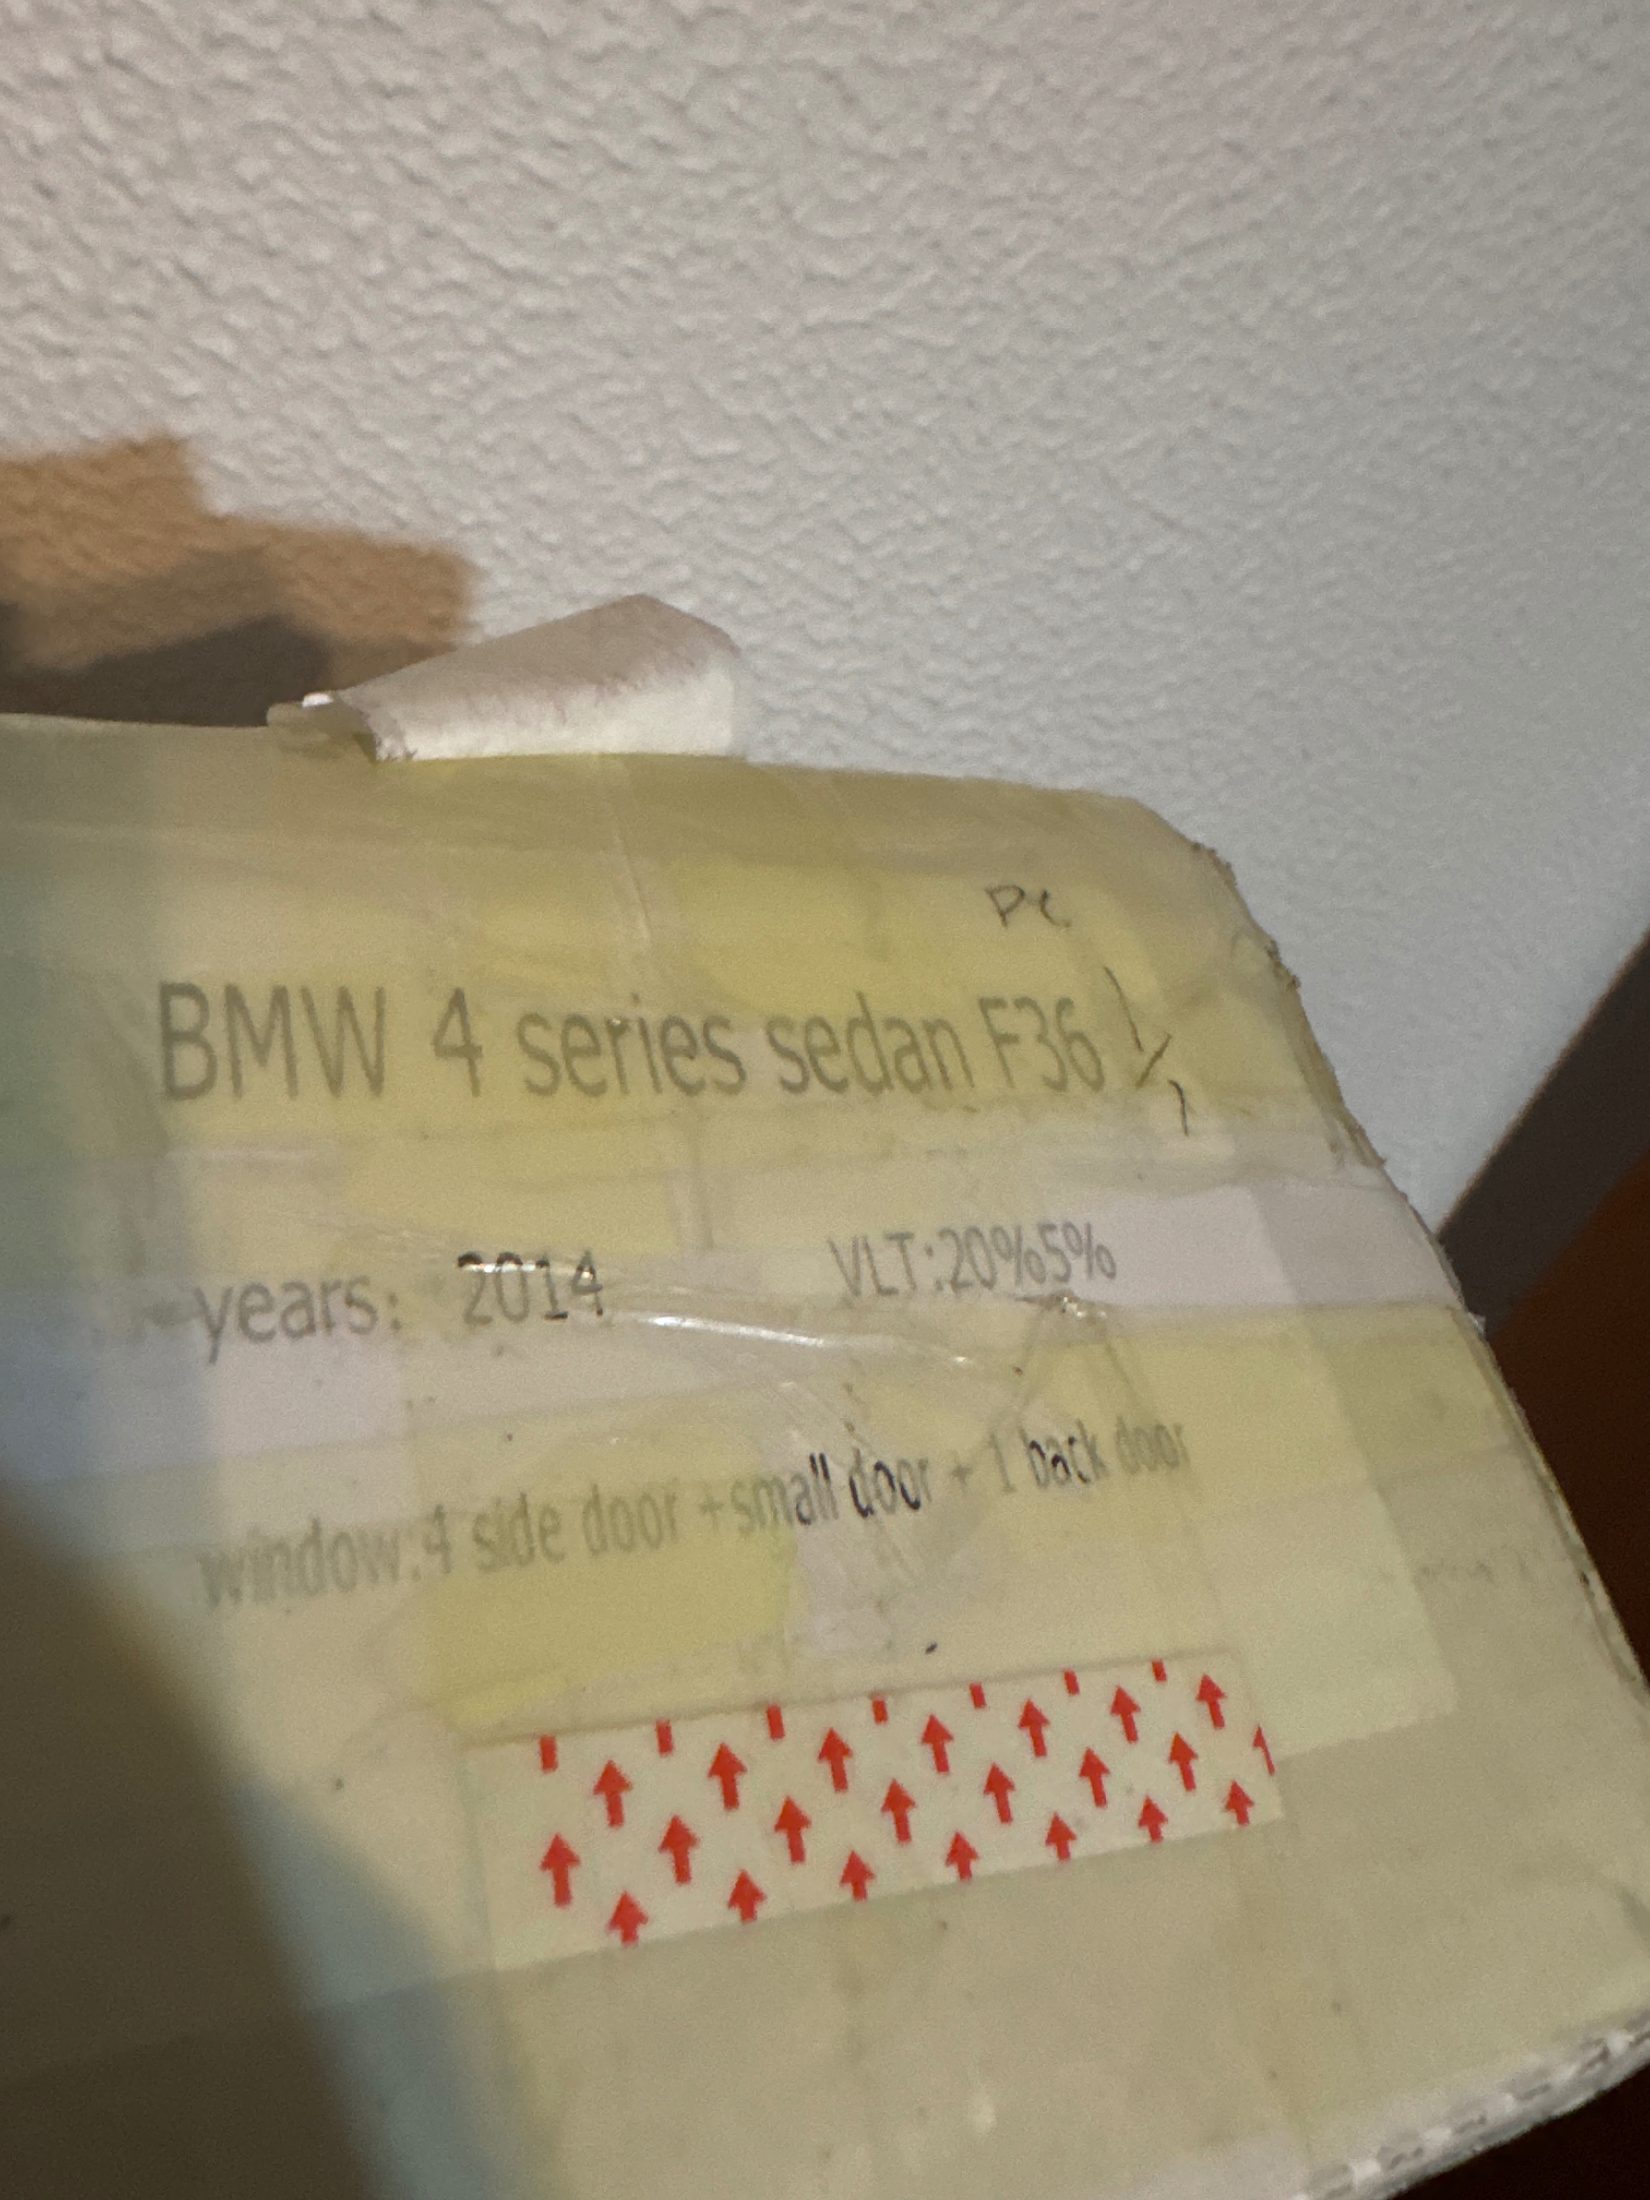 BMW 4 series sedan F36
years: 2014 VLT:20%5%
window:4 side door +small door + 1 back door